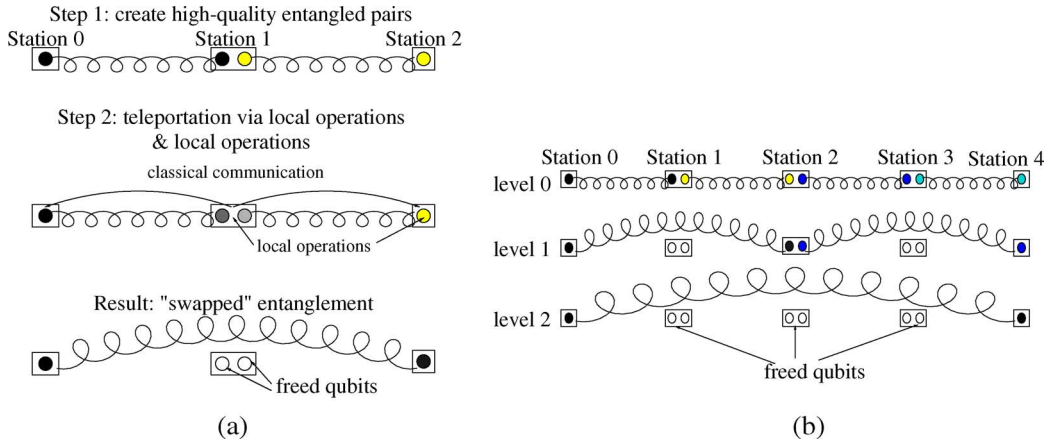 Step 1: create high-quality entangled pairs
Station 0 Station 1 Station 2
Step 2: teleportation via local operations
& local operations
classical communication
local operations
Result: "swapped" entanglement
freed qubits
(a)
Station 0 Station 1 Station 2 Station 3 Station 4
level 0
level 1
level 2
freed qubits
(b)